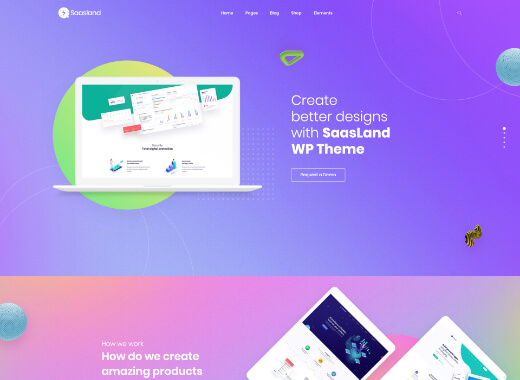 SaasLand
Home Pages Blog Shop Elements
Create
better designs
with SaasLand
WP Theme
Request a Demo
How we work
How do we create
amazing products